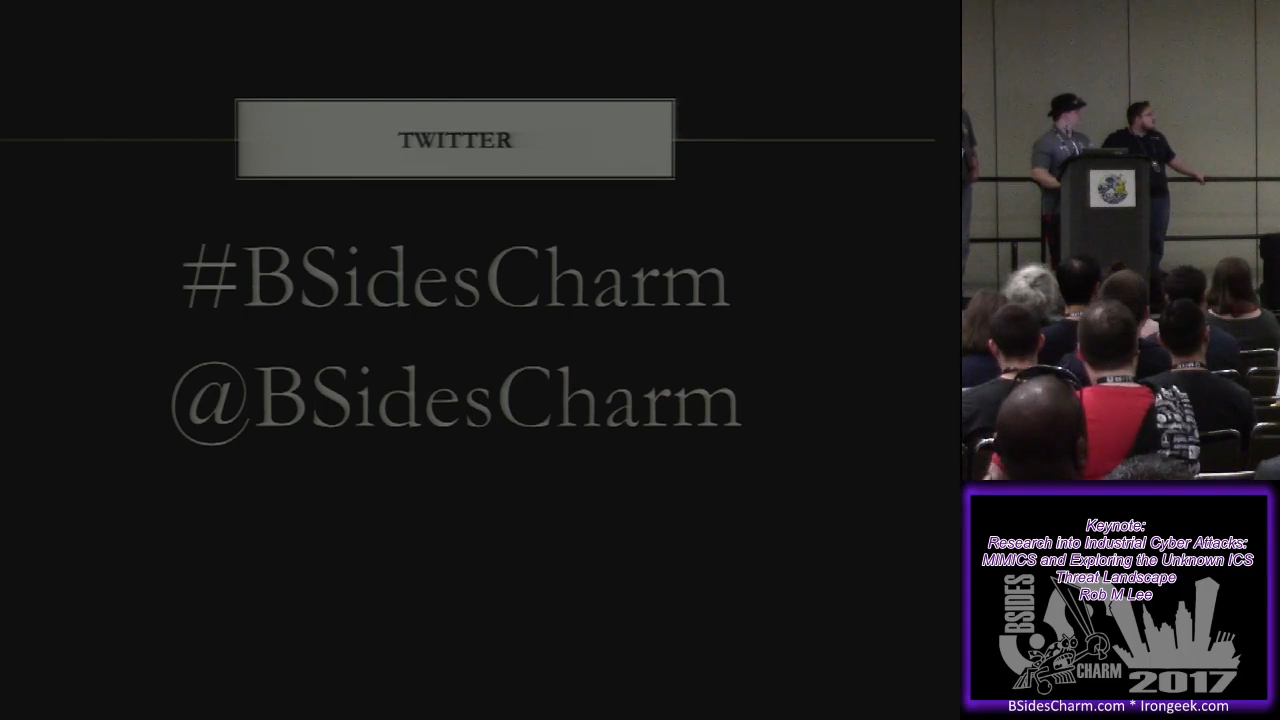 TWITTER
#BSidesCharm
@BSidesCharm
Keynote:
Research into Industrial Cyber Attacks:
MIMICS and Exploring the Unknown ICS
Threat Landscape
Rob M Lee
BSIDES
CHARM
2017
BSidesCharm.com * Irongeek.com